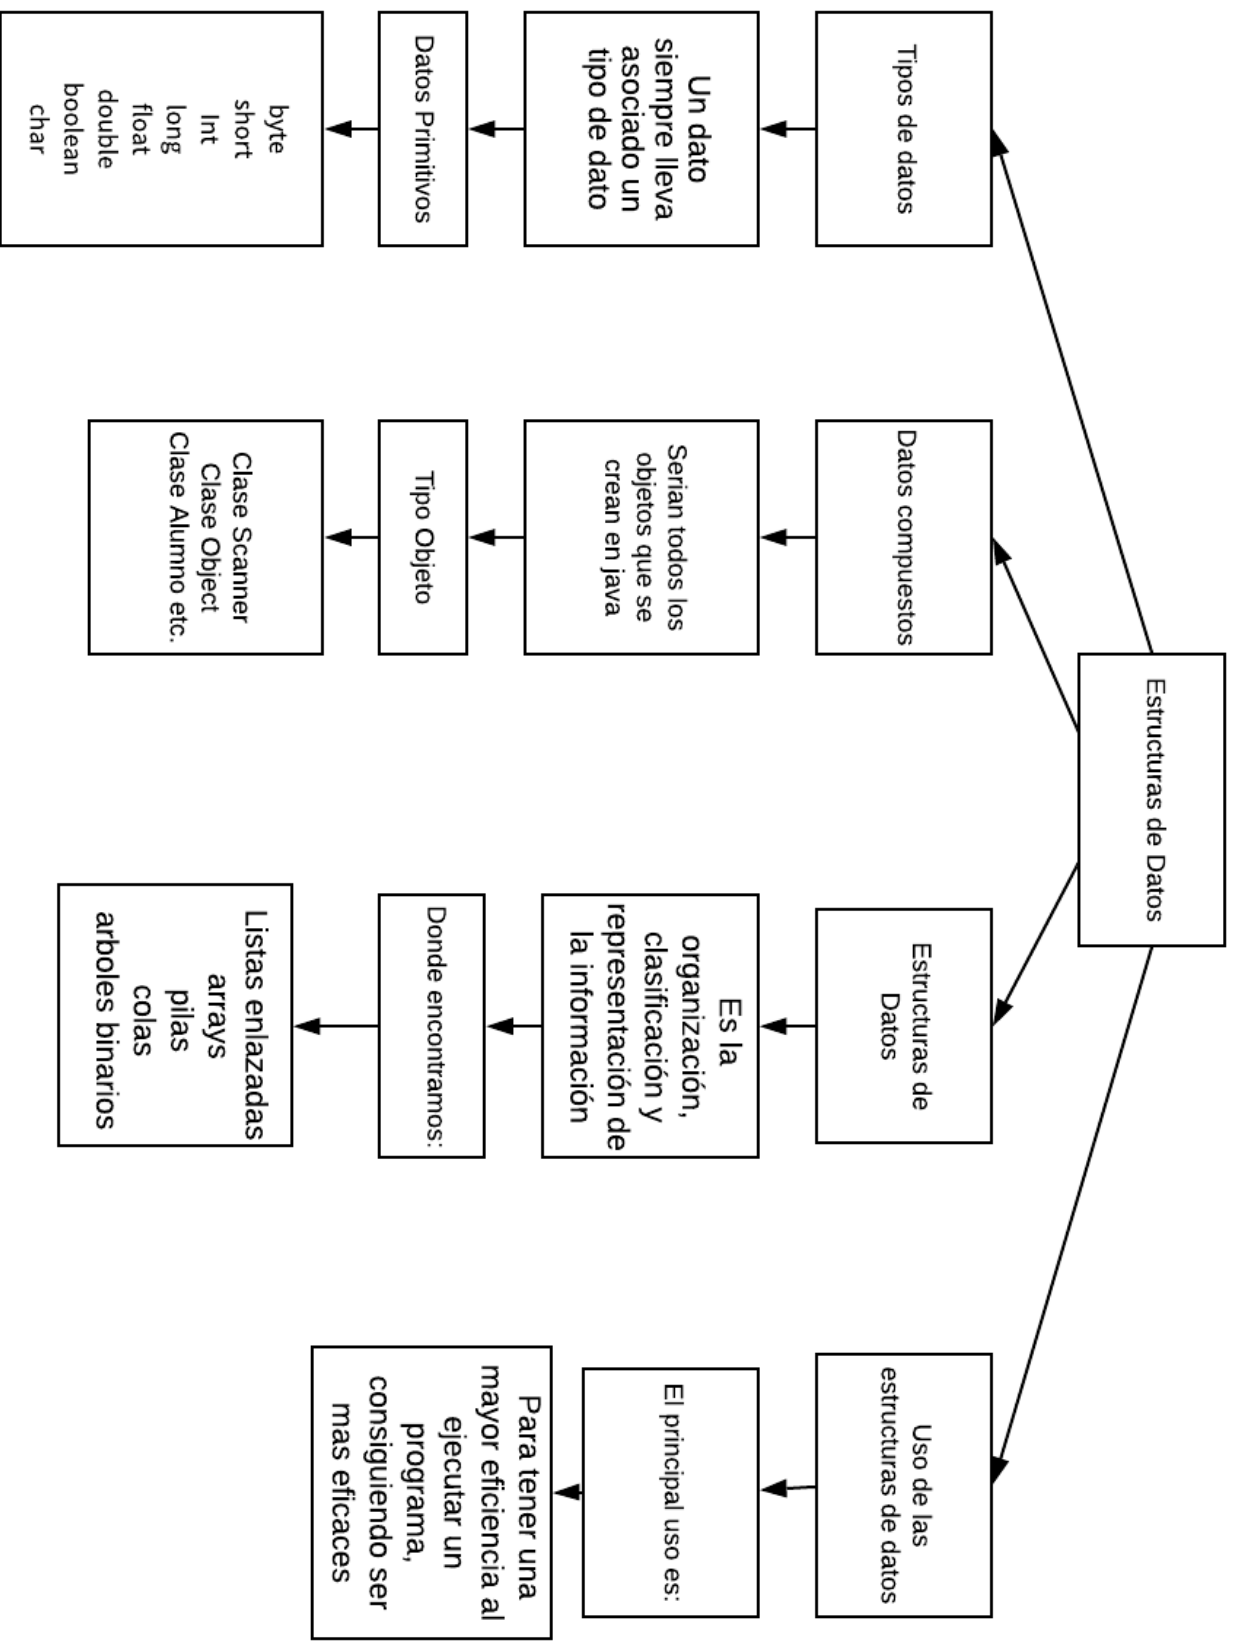 Estructuras de Datos
Tipos de datos
Un dato
siempre lleva
asociado un
tipo de dato
Datos Primitivos
byte
short
Int
long
float
double
boolean
char
Datos compuestos
Serian todos los
objetos que se
crean en java
Tipo Objeto
Clase Scanner
Clase Object
Clase Alumno etc.
Estructuras de
Datos
Es la
organización,
clasificación y
representación de
la información
Donde encontramos:
Listas enlazadas
arrays
pilas
colas
arboles binarios
Uso de las
estructuras de datos
El principal uso es:
Para tener una
mayor eficiencia al
ejecutar un
programa,
consiguiendo ser
mas eficaces